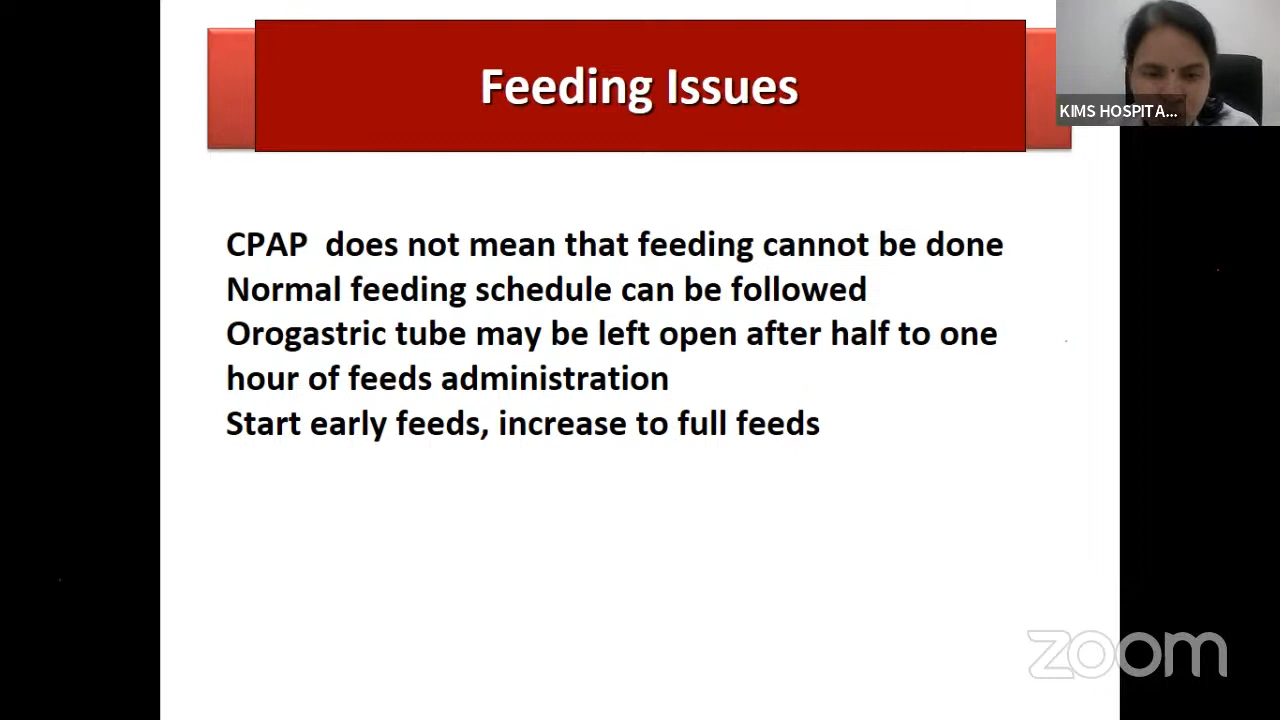 Feeding Issues
KIMS HOSPITA...
CPAP does not mean that feeding cannot be done
Normal feeding schedule can be followed
Orogastric tube may be left open after half to one
hour of feeds administration
Start early feeds, increase to full feeds
zoom